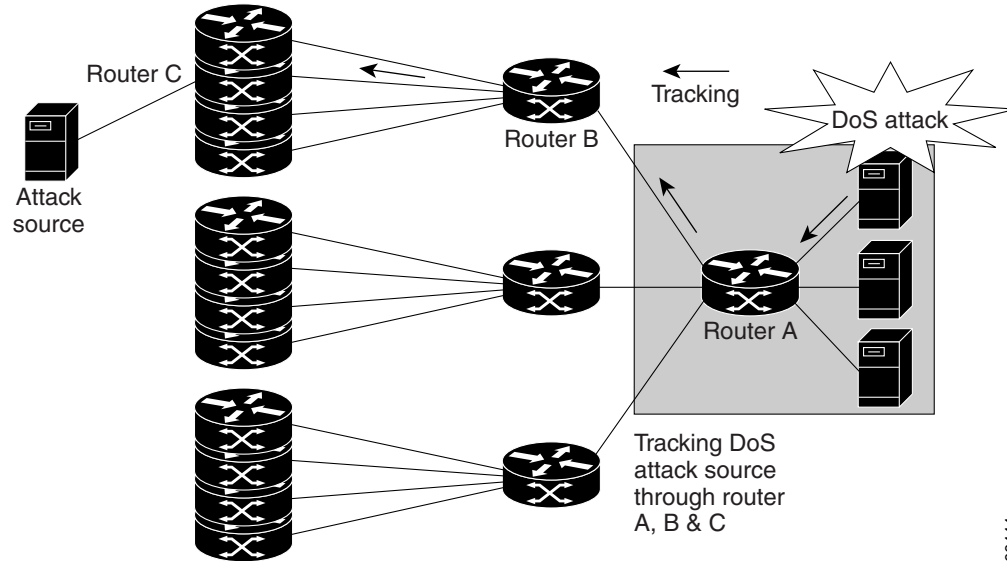 Router C
Tracking
DoS attack
Router B
Attack
source
Router A
Tracking DoS
attack source
through router
A, B & C